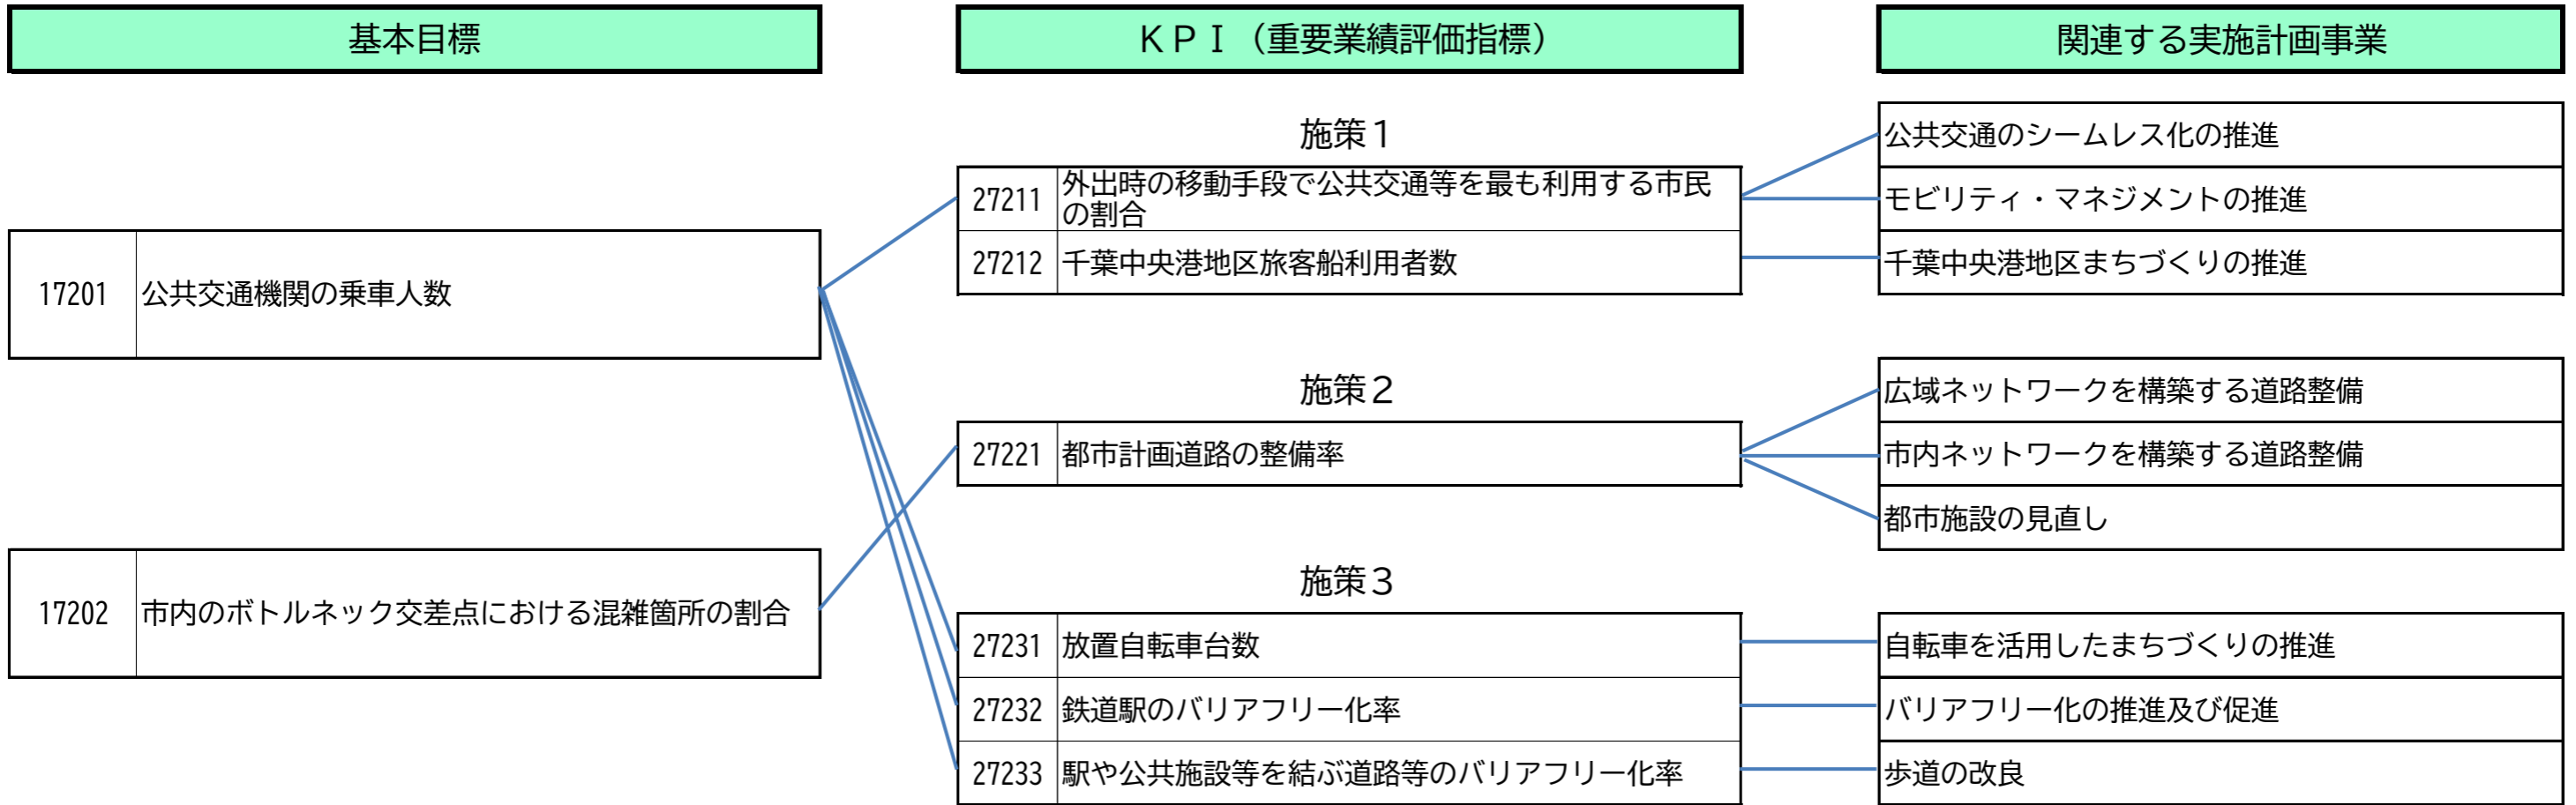 基本目標
ＫＰＩ（重要業績評価指標）
関連する実施計画事業
17201 公共交通機関の乗車人数
17202 市内のボトルネック交差点における混雑箇所の割合
施策１
27211 外出時の移動手段で公共交通等を最も利用する市民
の割合
27212 千葉中央港地区旅客船利用者数
施策２
27221 都市計画道路の整備率
施策３
27231 放置自転車台数
27232 鉄道駅のバリアフリー化率
27233 駅や公共施設等を結ぶ道路等のバリアフリー化率
公共交通のシームレス化の推進
モビリティ・マネジメントの推進
千葉中央港地区まちづくりの推進
広域ネットワークを構築する道路整備
市内ネットワークを構築する道路整備
都市施設の見直し
自転車を活用したまちづくりの推進
バリアフリー化の推進及び促進
歩道の改良